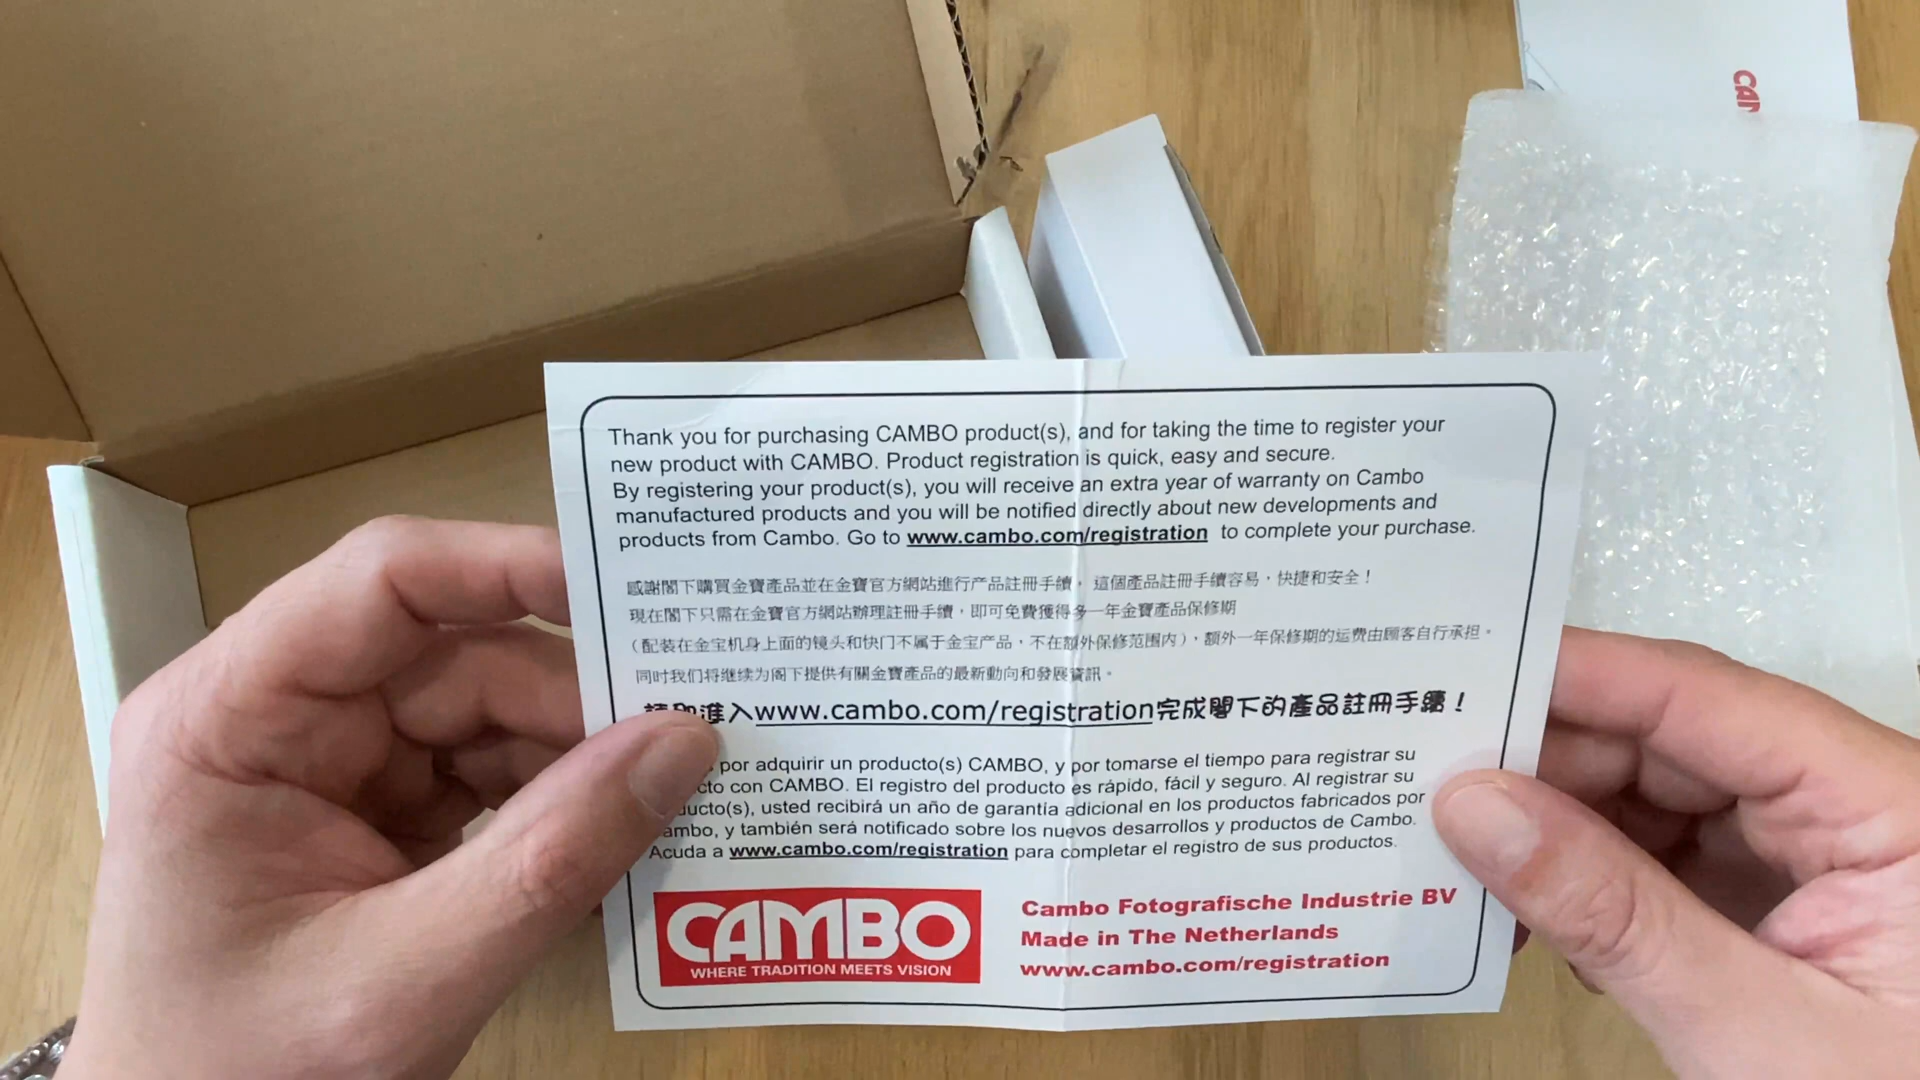 CA
Thank you for purchasing CAMBO product(s), and for taking the time to register your
new product with CAMBO. Product registration is quick, easy and secure.
By registering your product(s), you will receive an extra year of warranty on Cambo
manufactured products and you will be notified directly about new developments and
products from Cambo. Go to www.cambo.com/registration to complete your purchase.
感謝閣下購買金寶產品並在金寶官方網站進行产品註冊手續， 這個產品註冊手續容易，快捷和安全！
現在閣下只需在金寶官方網站辦理註冊手續，即可免費獲得多一年金寶產品保修期
（配装在金宝机身上面的镜头和快门不属于金宝产品，不在額外保修范围内），額外一年保修期的运费由顾客自行承担。
同时我们将继续为阁下提供有關金寶產品的最新動向和發展資訊。
進入www.cambo.com/registration完成閣下的產品註冊手續！
por adquirir un producto(s) CAMBO, y por tomarse el tiempo para registrar su
con CAMBO. El registro del producto es rápido, fácil y seguro. Al registrar su
usted recibirá un año de garantía adicional en los productos fabricados por
y también será notificado sobre los nuevos desarrollos y productos de Cambo.
Acuda a www.cambo.com/registration para completar el registro de sus productos.
CAMBO
WHERE TRADITION MEETS VISION
Cambo Fotografische Industrie BV
Made in The Netherlands
www.cambo.com/registration